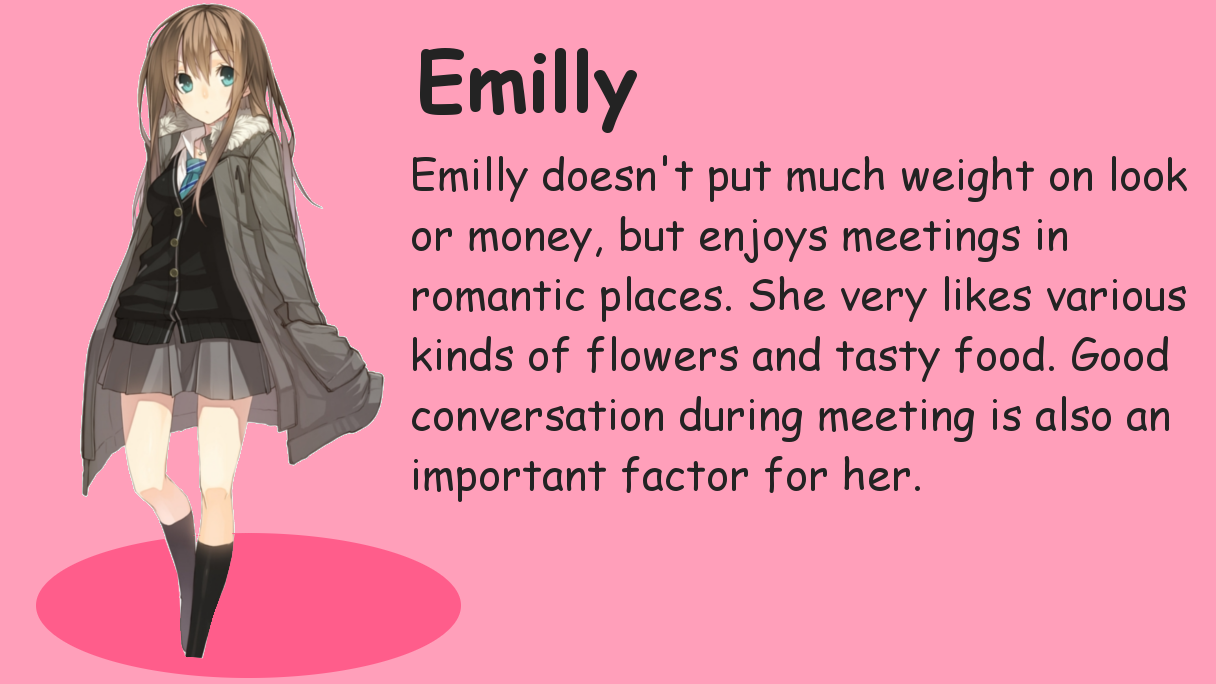 Emilly
Emilly doesn't put much weight on look
or money, but enjoys meetings in
romantic places. She very likes various
kinds of flowers and tasty food. Good
conversation during meeting is also an
important factor for her.